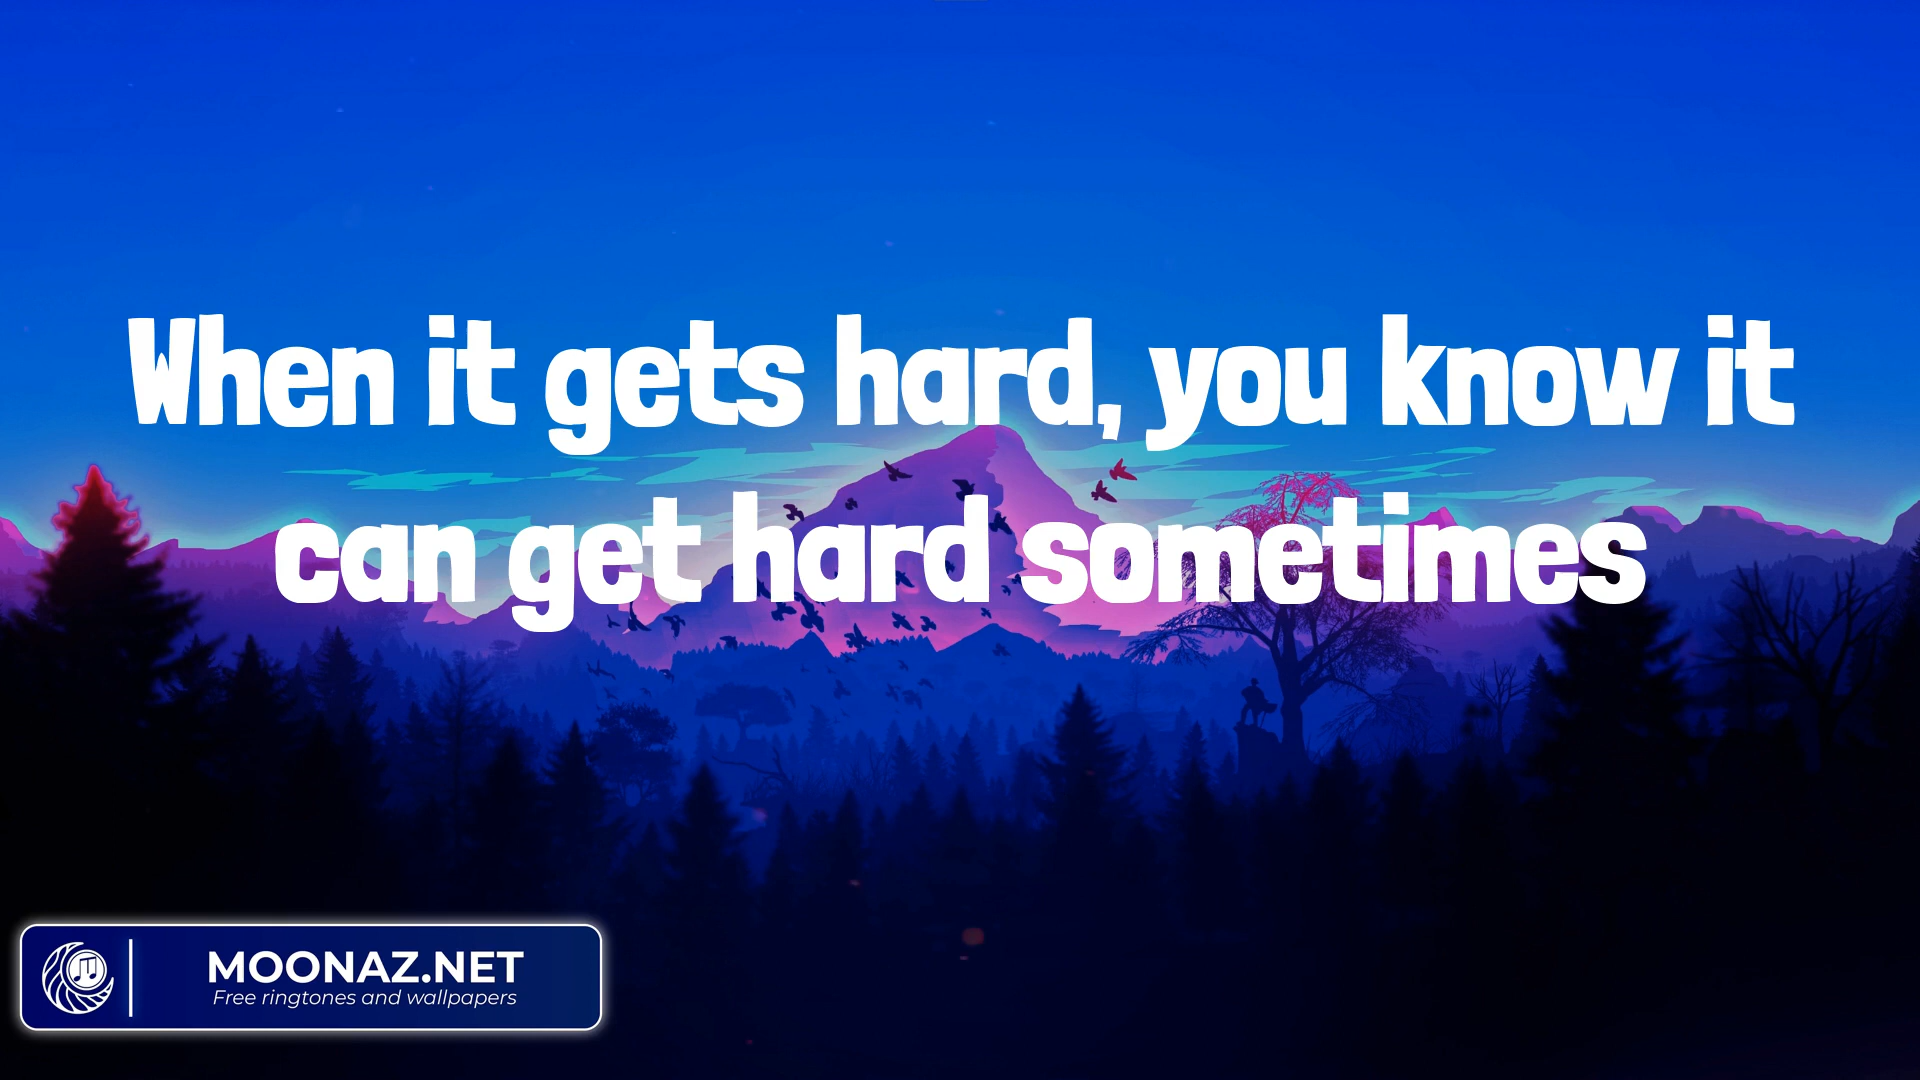 When it gets hard, you know it
can get hard sometimes
MOONAZ.NET
Free ringtones and wallpapers